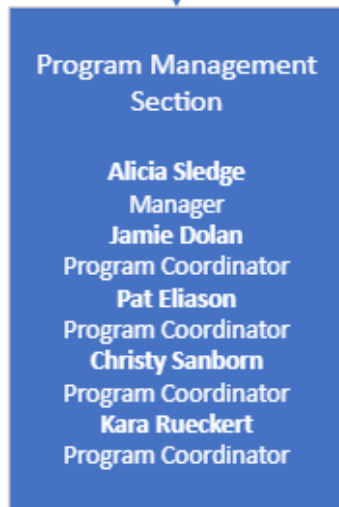 Program Management
Section
Alicia Sledge
Manager
Jamie Dolan
Program Coordinator
Pat Eliason
Program Coordinator
Christy Sanborn
Program Coordinator
Kara Rueckert
Program Coordinator